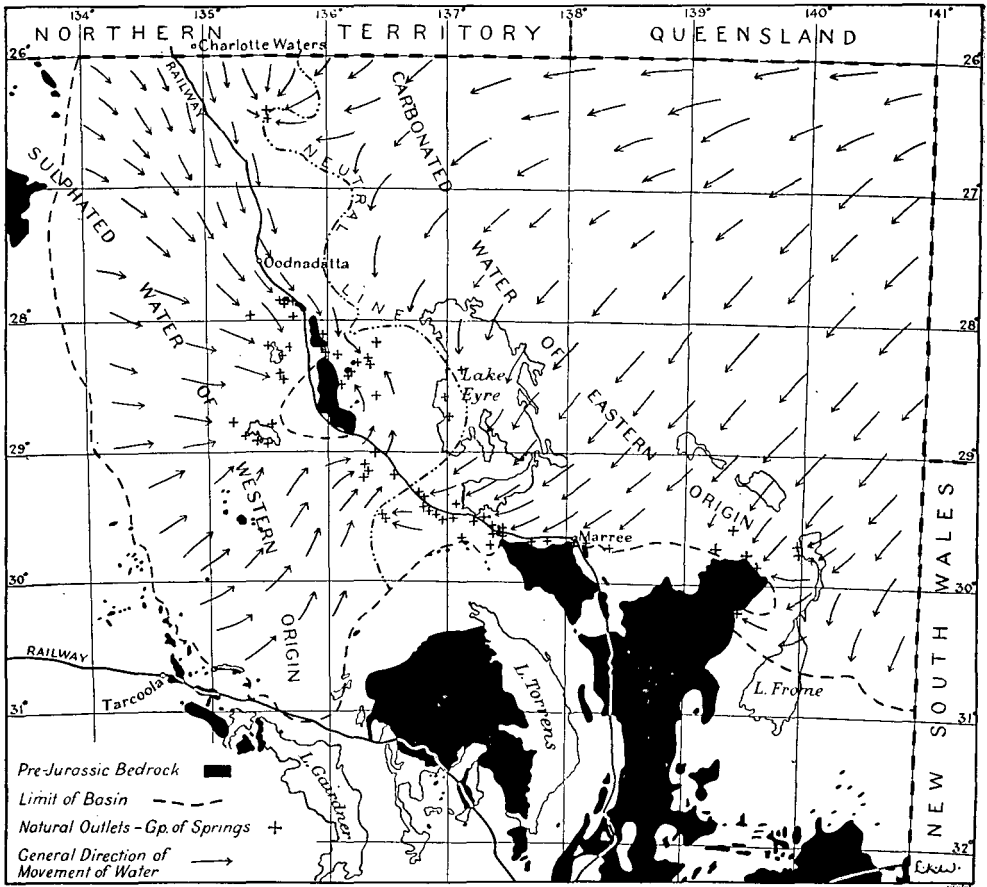 134° 135° 136° 137° 138° 139° 140° 141°
NORTHERN TERRITORY QUEENSLAND
Charlotte Waters
26° 26°
RAILWAY
CARBONATED
SULPHATED
NEUTRAL
27° 27°
Oodnadatta
WATER
WATER
LINE
28° 28°
OF
OF
Lake Eyre
EASTERN
29° 29°
WESTERN
ORIGIN
Marree
30° 30°
ORIGIN
NEW SOUTH WALES
RAILWAY
Tarcoola
L. Torrens
L. Frome
31° 31°
L. Gairdner
Pre-Jurassic Bedrock
Limit of Basin
Natural Outlets - Gp. of Springs +
General Direction of
Movement of Water
32°
L.K.W.